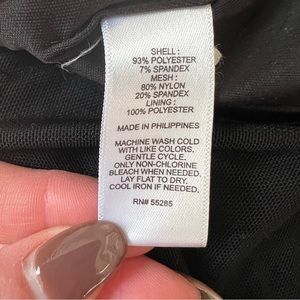 SHELL :
93% POLYESTER
7% SPANDEX
MESH :
80% NYLON
20% SPANDEX
LINING :
100% POLYESTER
MADE IN PHILIPPINES
MACHINE WASH COLD
WITH LIKE COLORS.
GENTLE CYCLE.
ONLY NON-CHLORINE
BLEACH WHEN NEEDED.
LAY FLAT TO DRY.
COOL IRON IF NEEDED.
RN# 55285